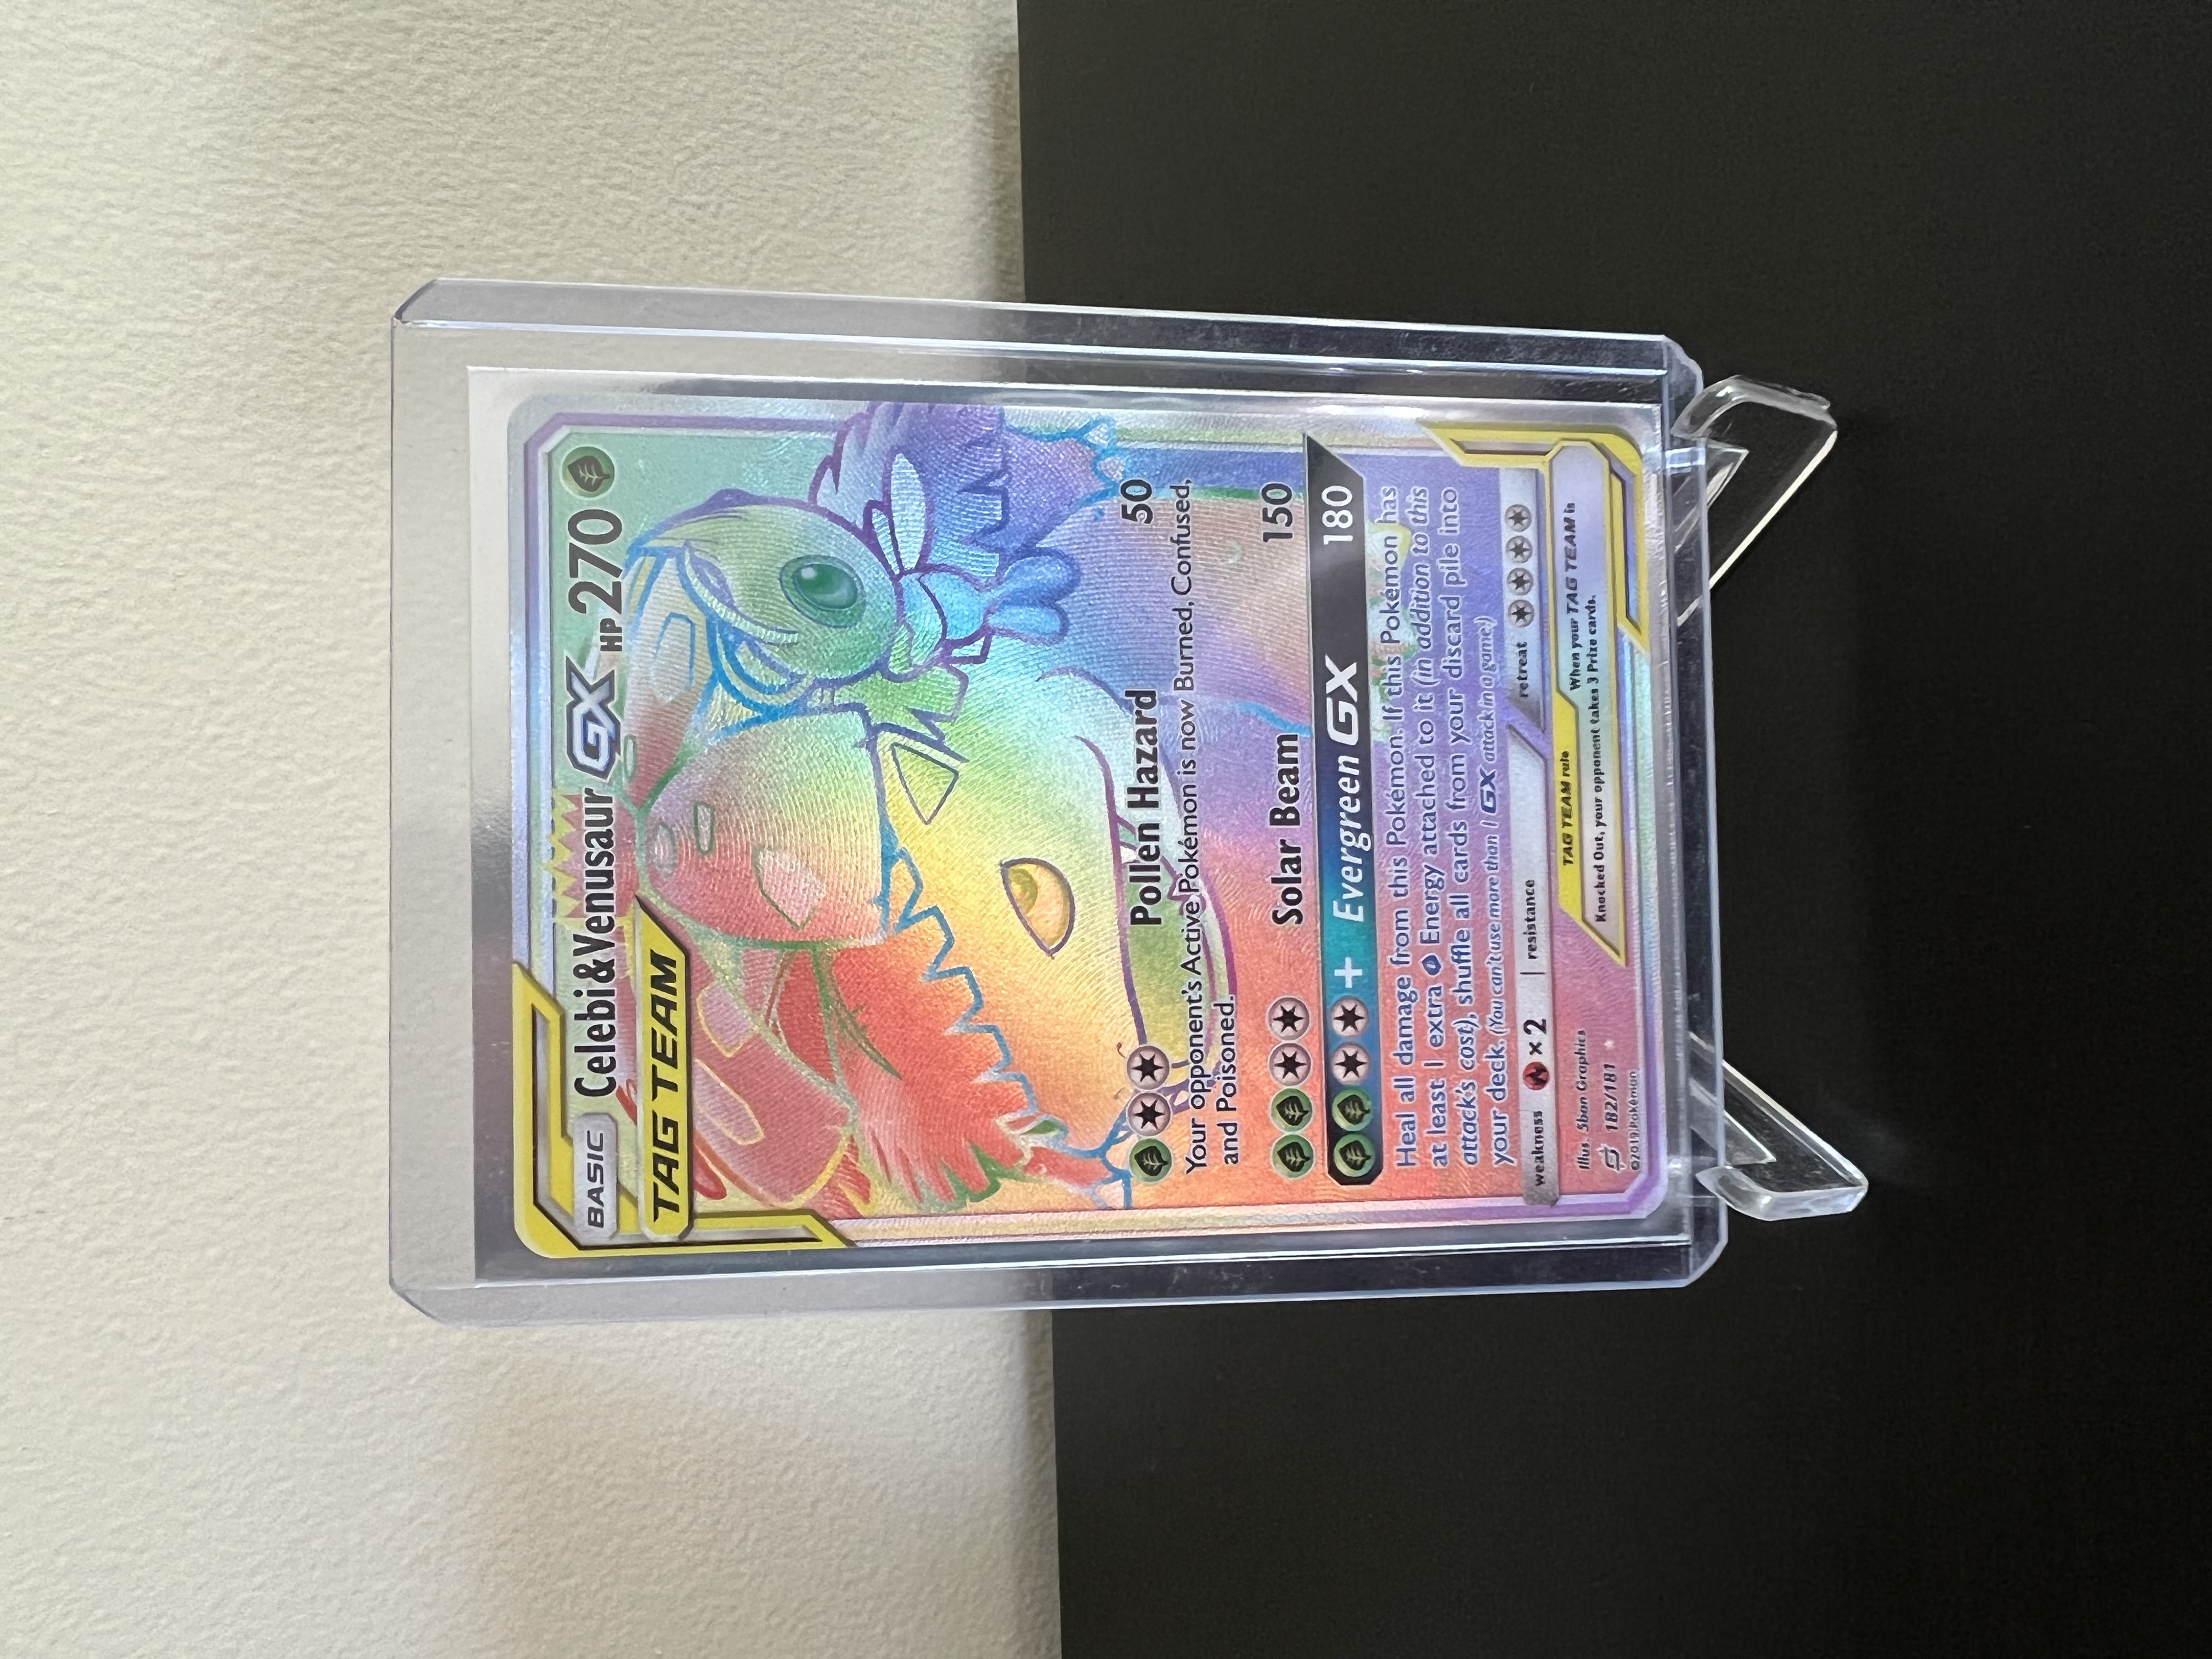 BASIC Celebi&Venusaur GX HP270
TAG TEAM
Pollen Hazard 50
Your opponent's Active Pokémon is now Burned, Confused,
and Poisoned.
Solar Beam 150
+ Evergreen GX 180
Heal all damage from this Pokémon. If this Pokémon has
at least 1 extra Energy attached to it (in addition to this
attack's cost), shuffle all cards from your discard pile into
your deck. (You can't use more than 1 GX attack in a game.)
weakness ×2 resistance retreat
TAG TEAM rule When your TAG TEAM is
Knocked Out, your opponent takes 3 Prize cards.
Illus. 5ban Graphics
182/181
©2019 Pokémon